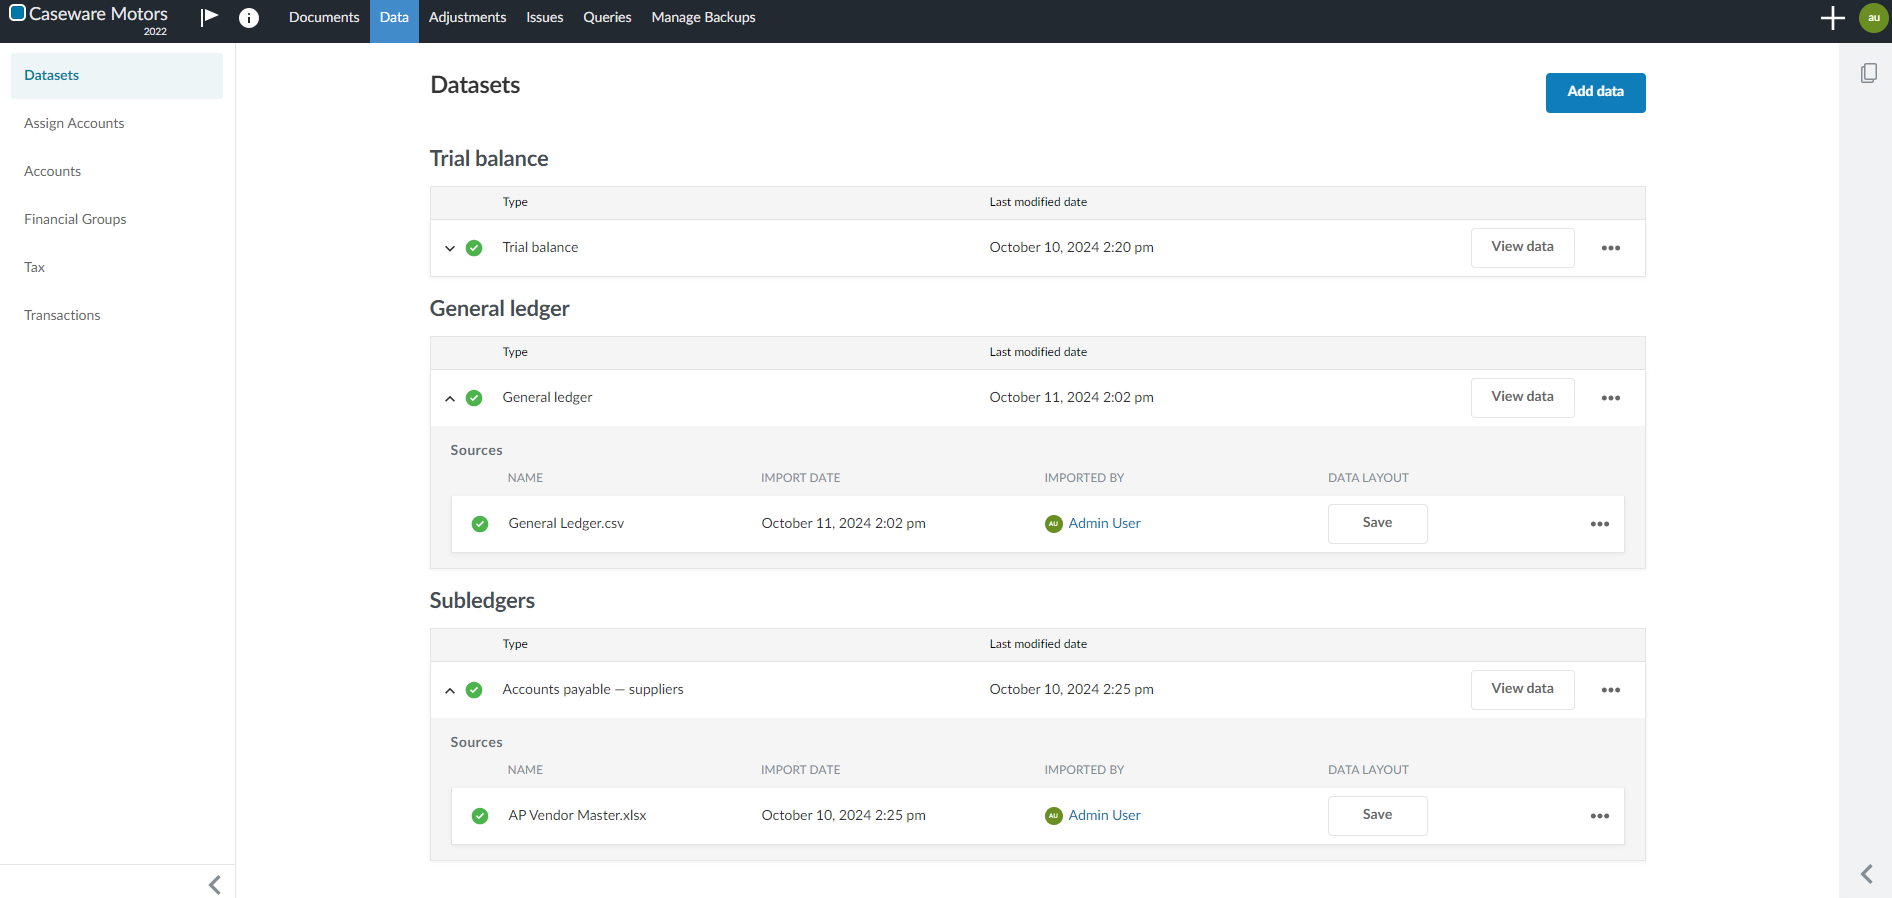 Caseware Motors
2022
Documents Data Adjustments Issues Queries Manage Backups
au
Datasets
Assign Accounts
Accounts
Financial Groups
Tax
Transactions
Datasets
Add data
Trial balance
Type Last modified date
Trial balance October 10, 2024 2:20 pm View data
General ledger
Type Last modified date
General ledger October 11, 2024 2:02 pm View data
Sources
NAME IMPORT DATE IMPORTED BY DATA LAYOUT
General Ledger.csv October 11, 2024 2:02 pm AU Admin User Save
Subledgers
Type Last modified date
Accounts payable — suppliers October 10, 2024 2:25 pm View data
Sources
NAME IMPORT DATE IMPORTED BY DATA LAYOUT
AP Vendor Master.xlsx October 10, 2024 2:25 pm AU Admin User Save